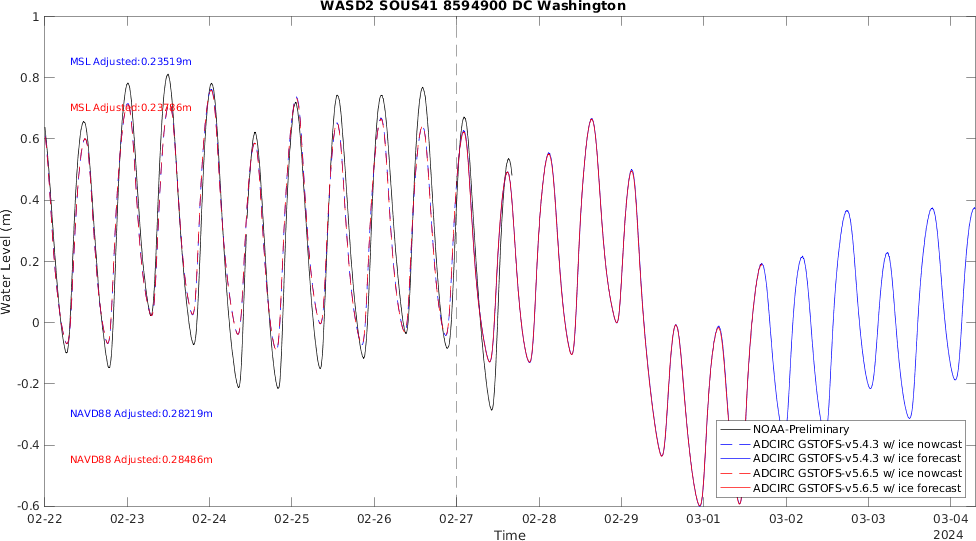 WASD2 SOUS41 8594900 DC Washington
1
0.8
0.6
0.4
0.2
0
-0.2
-0.4
-0.6
Water Level (m)
MSL Adjusted:0.23519m
MSL Adjusted:0.23786m
NAVD88 Adjusted:0.28219m
NAVD88 Adjusted:0.28486m
NOAA-Preliminary
ADCIRC GSTOFS-v5.4.3 w/ ice nowcast
ADCIRC GSTOFS-v5.4.3 w/ ice forecast
ADCIRC GSTOFS-v5.6.5 w/ ice nowcast
ADCIRC GSTOFS-v5.6.5 w/ ice forecast
02-22 02-23 02-24 02-25 02-26 02-27 02-28 02-29 03-01 03-02 03-03 03-04
Time
2024